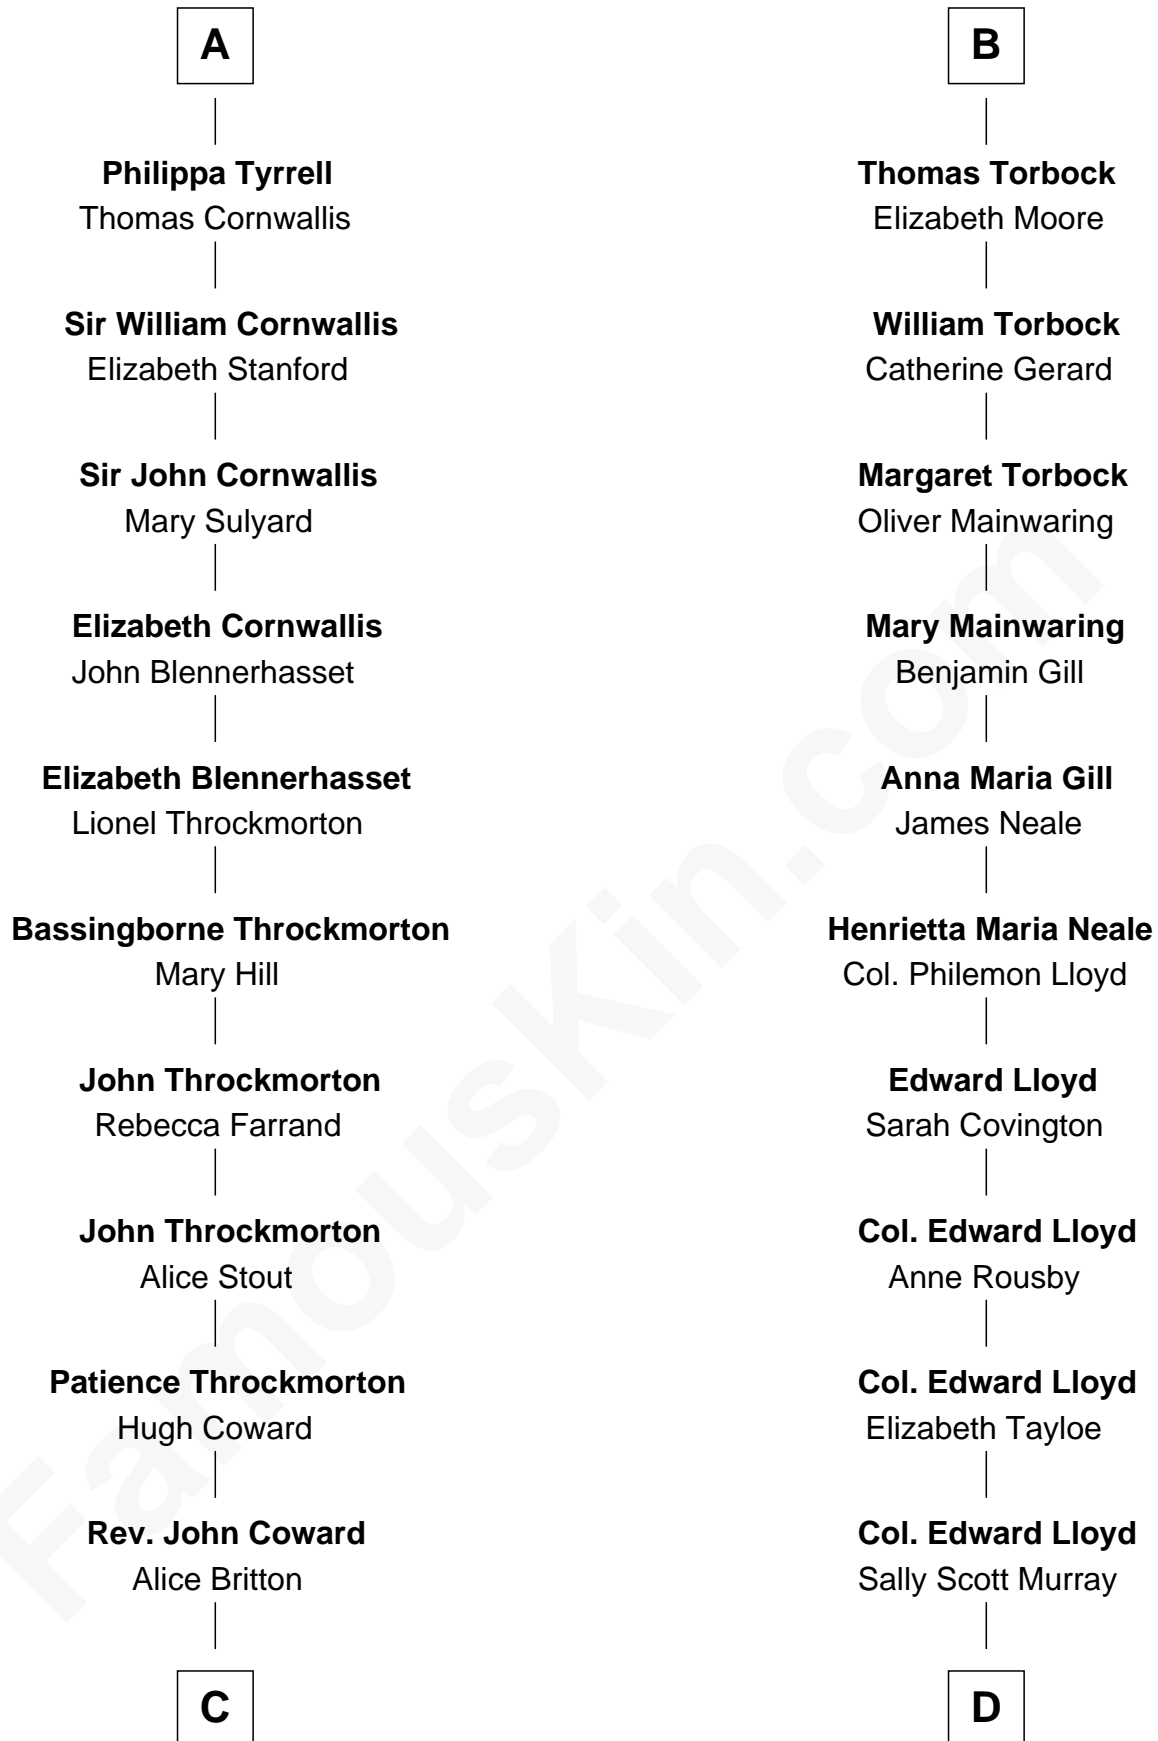 A
Philippa Tyrrell
Thomas Cornwallis
Sir William Cornwallis
Elizabeth Stanford
Sir John Cornwallis
Mary Sulyard
Elizabeth Cornwallis
John Blennerhasset
Elizabeth Blennerhasset
Lionel Throckmorton
Bassingborne Throckmorton
Mary Hill
John Throckmorton
Rebecca Farrand
John Throckmorton
Alice Stout
Patience Throckmorton
Hugh Coward
Rev. John Coward
Alice Britton
C
B
Thomas Torbock
Elizabeth Moore
William Torbock
Catherine Gerard
Margaret Torbock
Oliver Mainwaring
Mary Mainwaring
Benjamin Gill
Anna Maria Gill
James Neale
Henrietta Maria Neale
Col. Philemon Lloyd
Edward Lloyd
Sarah Covington
Col. Edward Lloyd
Anne Rousby
Col. Edward Lloyd
Elizabeth Tayloe
Col. Edward Lloyd
Sally Scott Murray
D
FamousKin.com